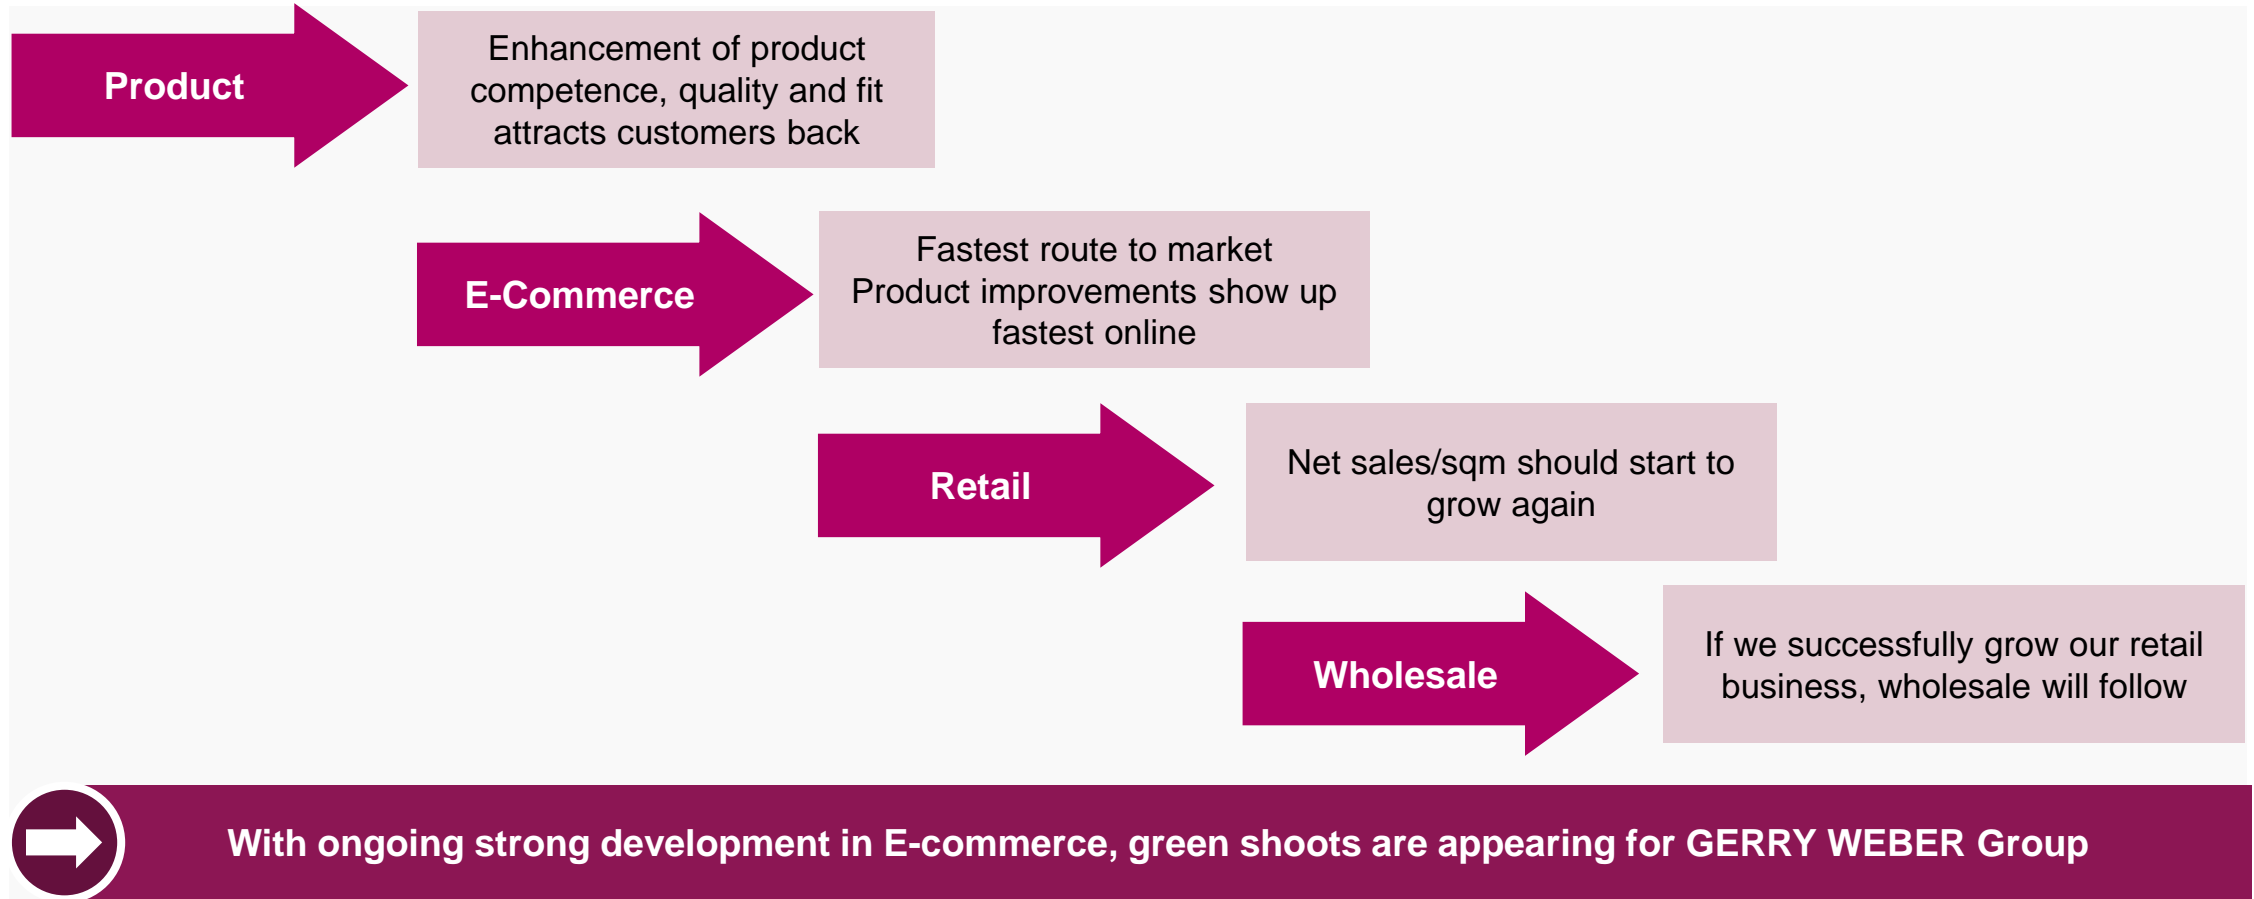 Product
Enhancement of product
competence, quality and fit
attracts customers back
E-Commerce
Fastest route to market
Product improvements show up
fastest online
Retail
Net sales/sqm should start to
grow again
Wholesale
If we successfully grow our retail
business, wholesale will follow
With ongoing strong development in E-commerce, green shoots are appearing for GERRY WEBER Group